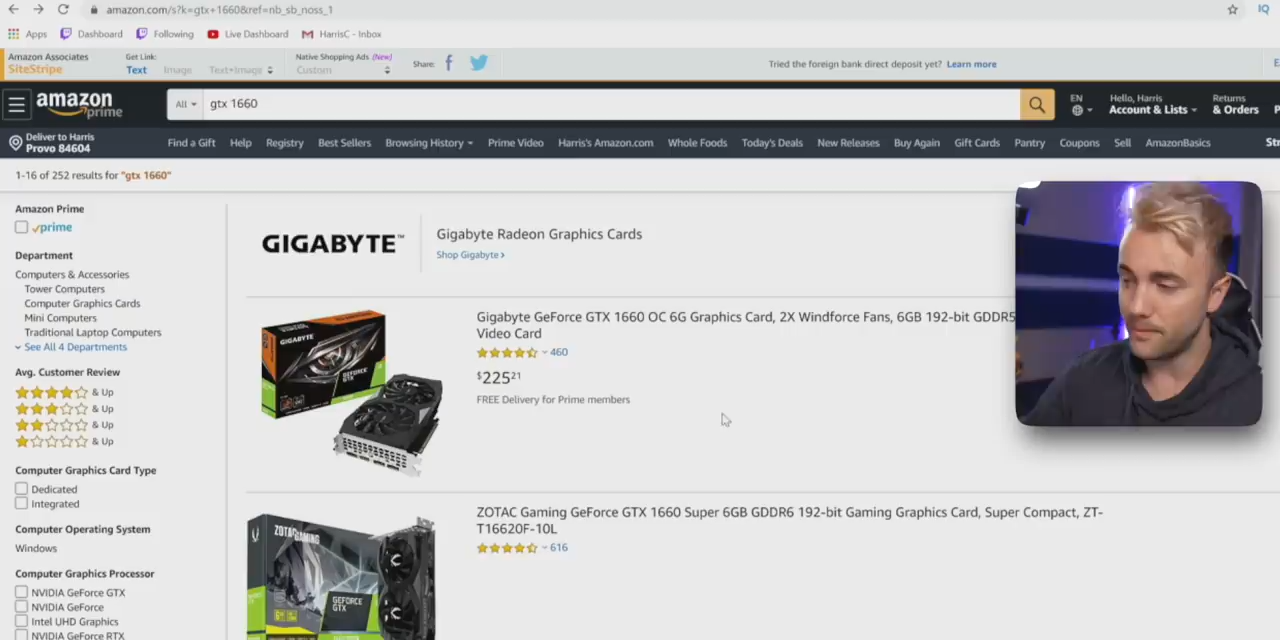 amazon.com/s?k=gtx+1660&ref=nb_sb_noss_1
Apps Dashboard Following Live Dashboard HarrisC - Inbox
Amazon Associates
SiteStripe
Get Link:
Text Image Text+Image
Native Shopping Ads (New)
Custom
Share:
Tried the foreign bank direct deposit yet? Learn more
amazon prime
All
gtx 1660
EN
Hello, Harris
Account & Lists
Returns
& Orders
Deliver to Harris
Provo 84604
Find a Gift Help Registry Best Sellers Browsing History Prime Video Harris's Amazon.com Whole Foods Today's Deals New Releases Buy Again Gift Cards Pantry Coupons Sell AmazonBasics
1-16 of 252 results for "gtx 1660"
Amazon Prime
prime
Department
Computers & Accessories
Tower Computers
Computer Graphics Cards
Mini Computers
Traditional Laptop Computers
See All 4 Departments
Avg. Customer Review
& Up
& Up
& Up
& Up
Computer Graphics Card Type
Dedicated
Integrated
Computer Operating System
Windows
Computer Graphics Processor
NVIDIA GeForce GTX
NVIDIA GeForce
Intel UHD Graphics
NVIDIA GeForce RTX
GIGABYTE™
Gigabyte Radeon Graphics Cards
Shop Gigabyte ›
GIGABYTE
GEFORCE
GTX
Gigabyte GeForce GTX 1660 OC 6G Graphics Card, 2X Windforce Fans, 6GB 192-bit GDDR5
Video Card
460
$225 21
FREE Delivery for Prime members
ZOTAC GAMING
GEFORCE
GTX
ZOTAC Gaming GeForce GTX 1660 Super 6GB GDDR6 192-bit Gaming Graphics Card, Super Compact, ZT-
T16620F-10L
616